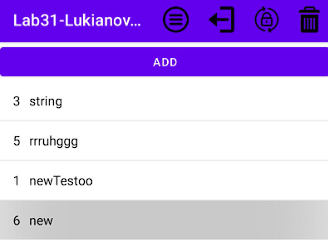 Lab31-Lukianov...
ADD
3 string
5 rrruhggg
1 newTestoo
6 new